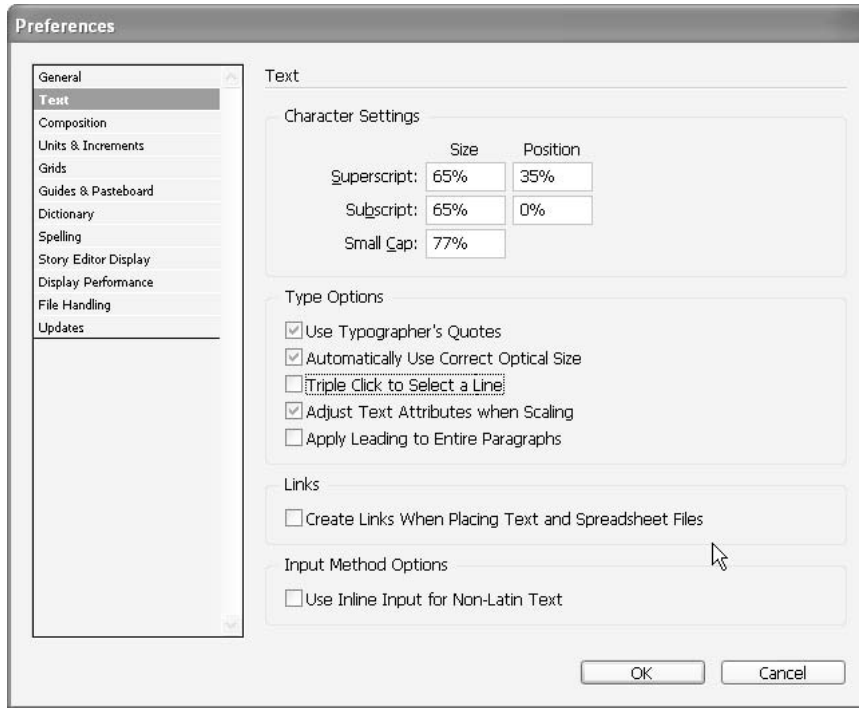 Preferences
General
Text
Composition
Units & Increments
Grids
Guides & Pasteboard
Dictionary
Spelling
Story Editor Display
Display Performance
File Handling
Updates
Text
Character Settings
Size Position
Superscript: 65% 35%
Subscript: 65% 0%
Small Cap: 77%
Type Options
Use Typographer's Quotes
Automatically Use Correct Optical Size
Triple Click to Select a Line
Adjust Text Attributes when Scaling
Apply Leading to Entire Paragraphs
Links
Create Links When Placing Text and Spreadsheet Files
Input Method Options
Use Inline Input for Non-Latin Text
OK Cancel